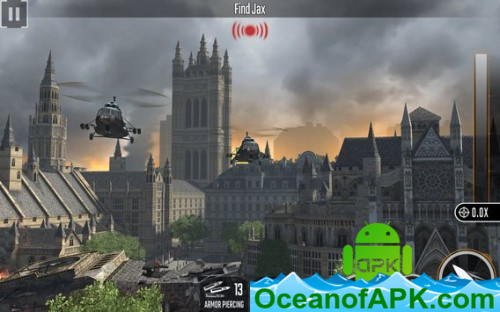 Find Jax
0.0X
13
ARMOR PIERCING
APK
OceanofAPK.com